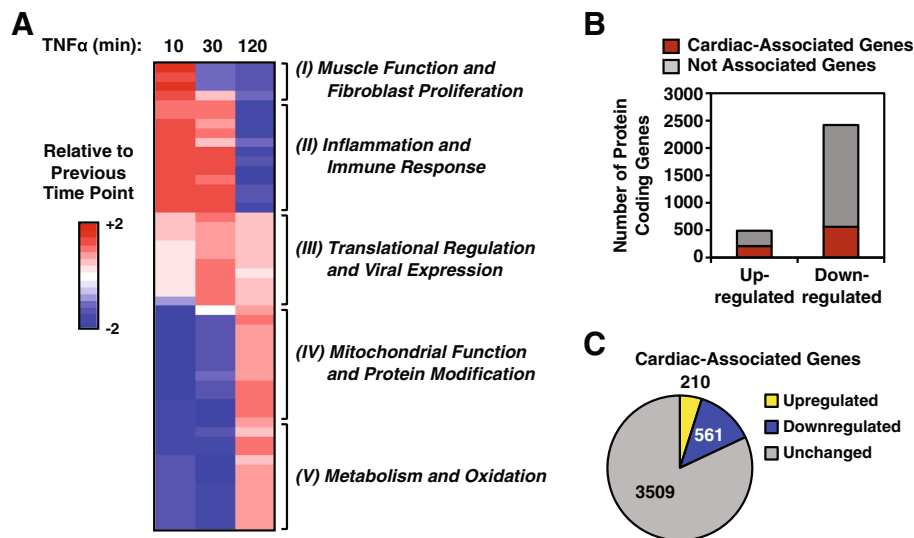 A
TNFα (min):
10 30 120
(I) Muscle Function and
Fibroblast Proliferation
(II) Inflammation and
Immune Response
Relative to
Previous
Time Point
+2
-2
(III) Translational Regulation
and Viral Expression
(IV) Mitochondrial Function
and Protein Modification
(V) Metabolism and Oxidation
B
Cardiac-Associated Genes
Not Associated Genes
Number of Protein
Coding Genes
3000
2500
2000
1500
1000
500
0
Up-
regulated
Down-
regulated
C
Cardiac-Associated Genes
210
561
3509
Upregulated
Downregulated
Unchanged